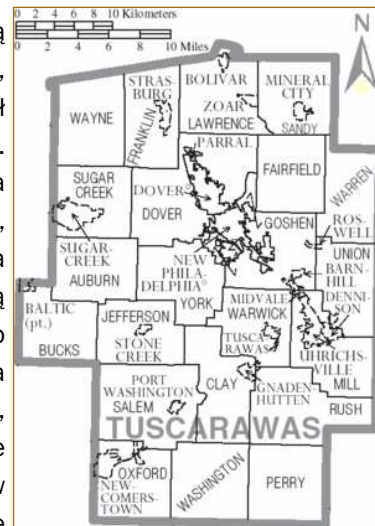 0 2 4 6 8 10 Kilometers
0 2 4 6 10 Miles
N
ą
,
ł
.
a
,
a
ą
o
a
,
e
w
e
STRAS-
BURG
BOLIVAR
MINERAL
CITY
ZOAR
WAYNE
FRANKLIN
LAWRENCE
SANDY
PARRAL
FAIRFIELD
SUGAR
CREEK
DOVER
DOVER
WARREN
GOSHEN
ROS-
WELL
SUGAR-
CREEK
NEW
PHILA-
DELPHIA
UNION
BARN-
HILL
AUBURN
YORK
MIDVALE
WARWICK
DENNI-
SON
BALTIC
(pt.)
JEFFERSON
STONE
CREEK
TUSCA
RAWAS
BUCKS
UHRICHS-
VILLE
MILL
PORT
WASHINGTON
CLAY
GNADEN
HUTTEN
SALEM
RUSH
TUSCARAWAS
OXFORD
NEW-
COMERS-
TOWN
WASHINGTON
PERRY